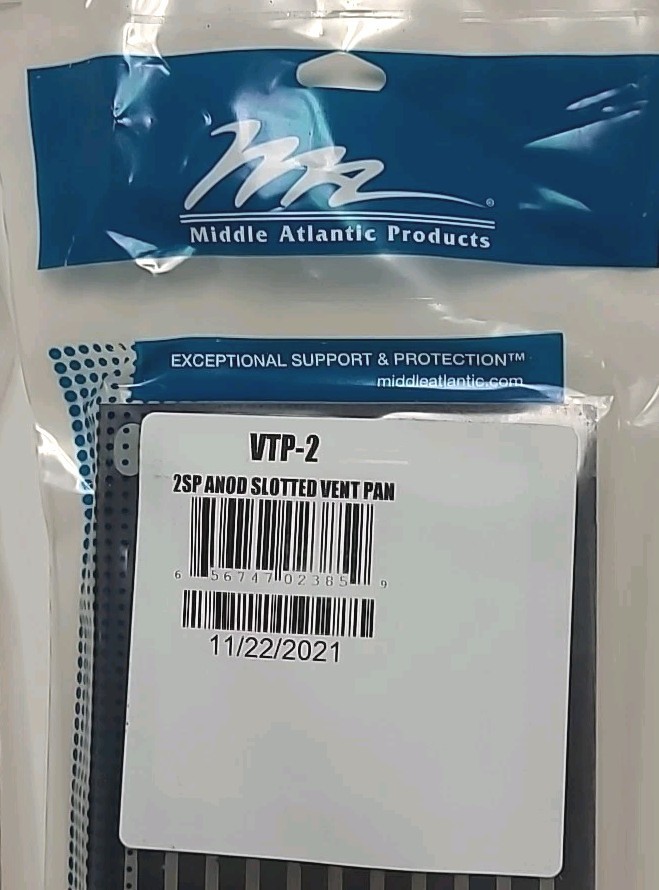 Middle Atlantic Products
EXCEPTIONAL SUPPORT & PROTECTION™
middleatlantic.com
VTP-2
2SP ANOD SLOTTED VENT PAN
6 56747 02385 9
11/22/2021